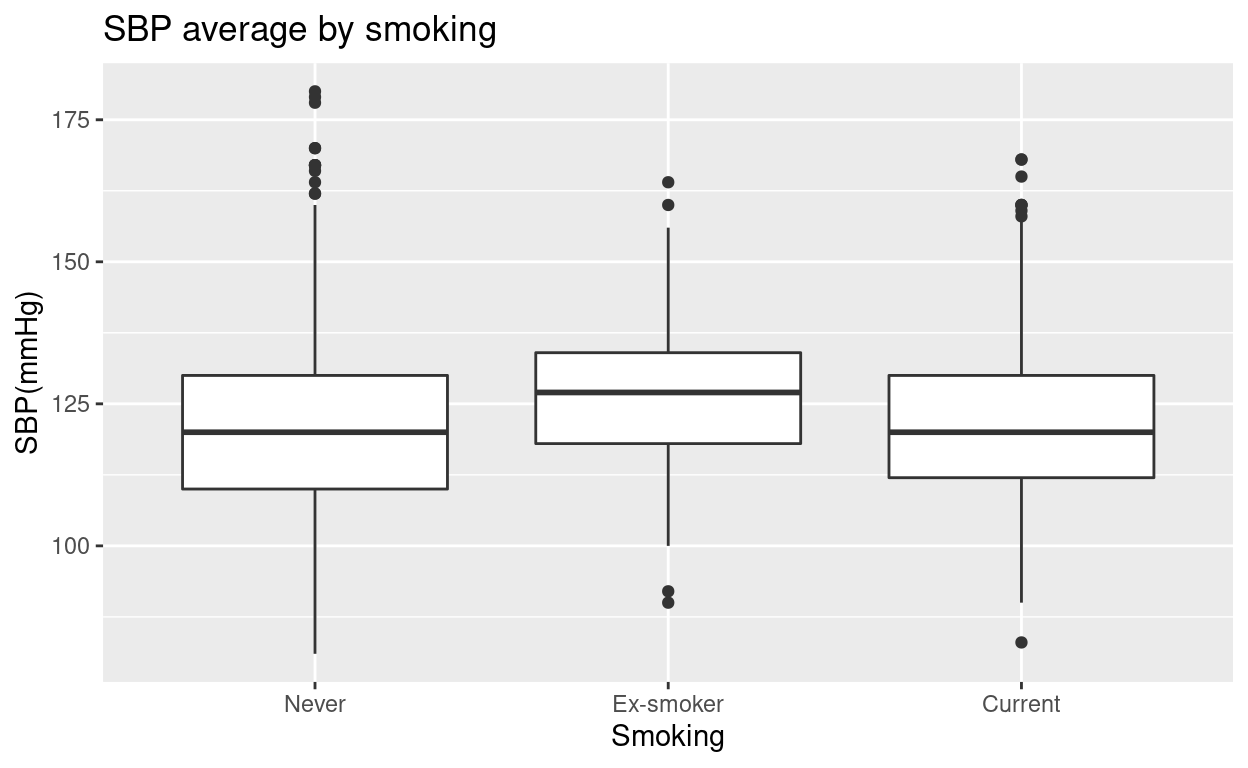 SBP average by smoking
175
150
125
100
SBP(mmHg)
Never Ex-smoker Current
Smoking